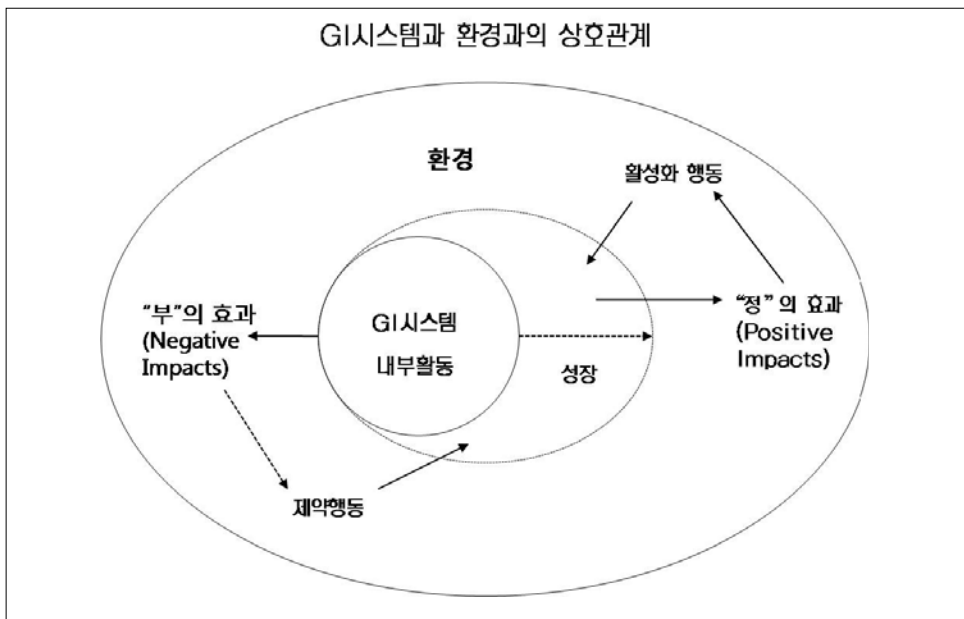 GI시스템과 환경과의 상호관계
환경
활성화 행동
"부"의 효과
(Negative
Impacts)
GI시스템
내부활동
성장
"정"의 효과
(Positive
Impacts)
제약행동